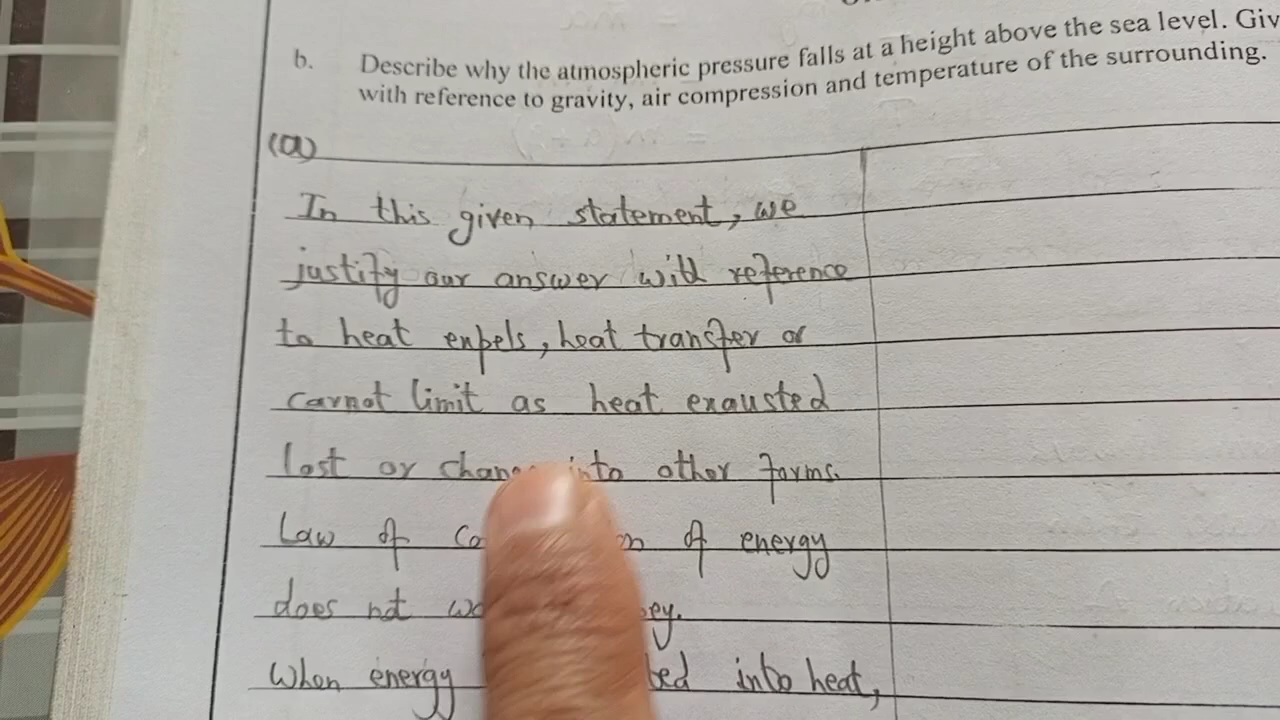 b. Describe why the atmospheric pressure falls at a height above the sea level. Giv
with reference to gravity, air compression and temperature of the surrounding.
(a)
In this given statement, we
justify our answer with reference
to heat enpels, heat transfer or
carnot limit as heat exausted
lost or into other forms.
Law of of energy
does not
When energy into heat,